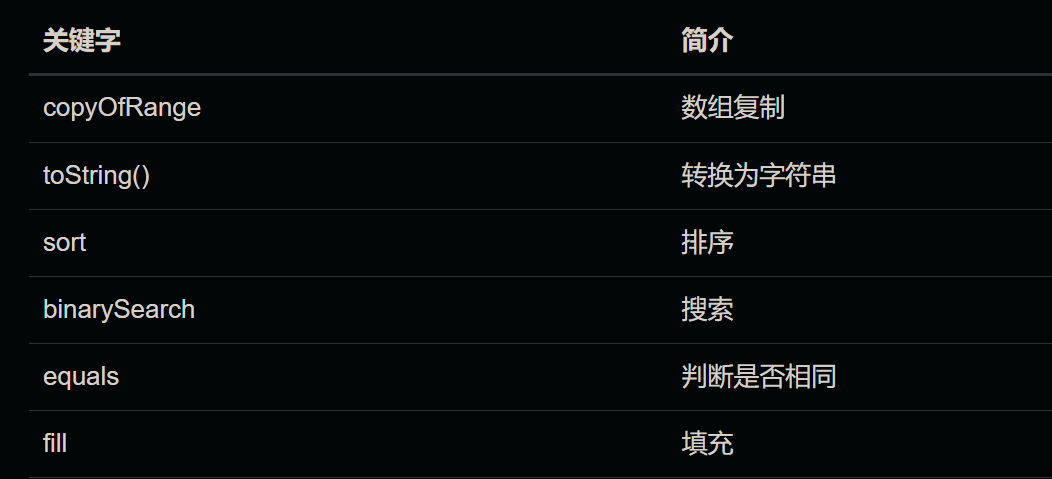 关键字 简介
copyOfRange 数组复制
toString() 转换为字符串
sort 排序
binarySearch 搜索
equals 判断是否相同
fill 填充